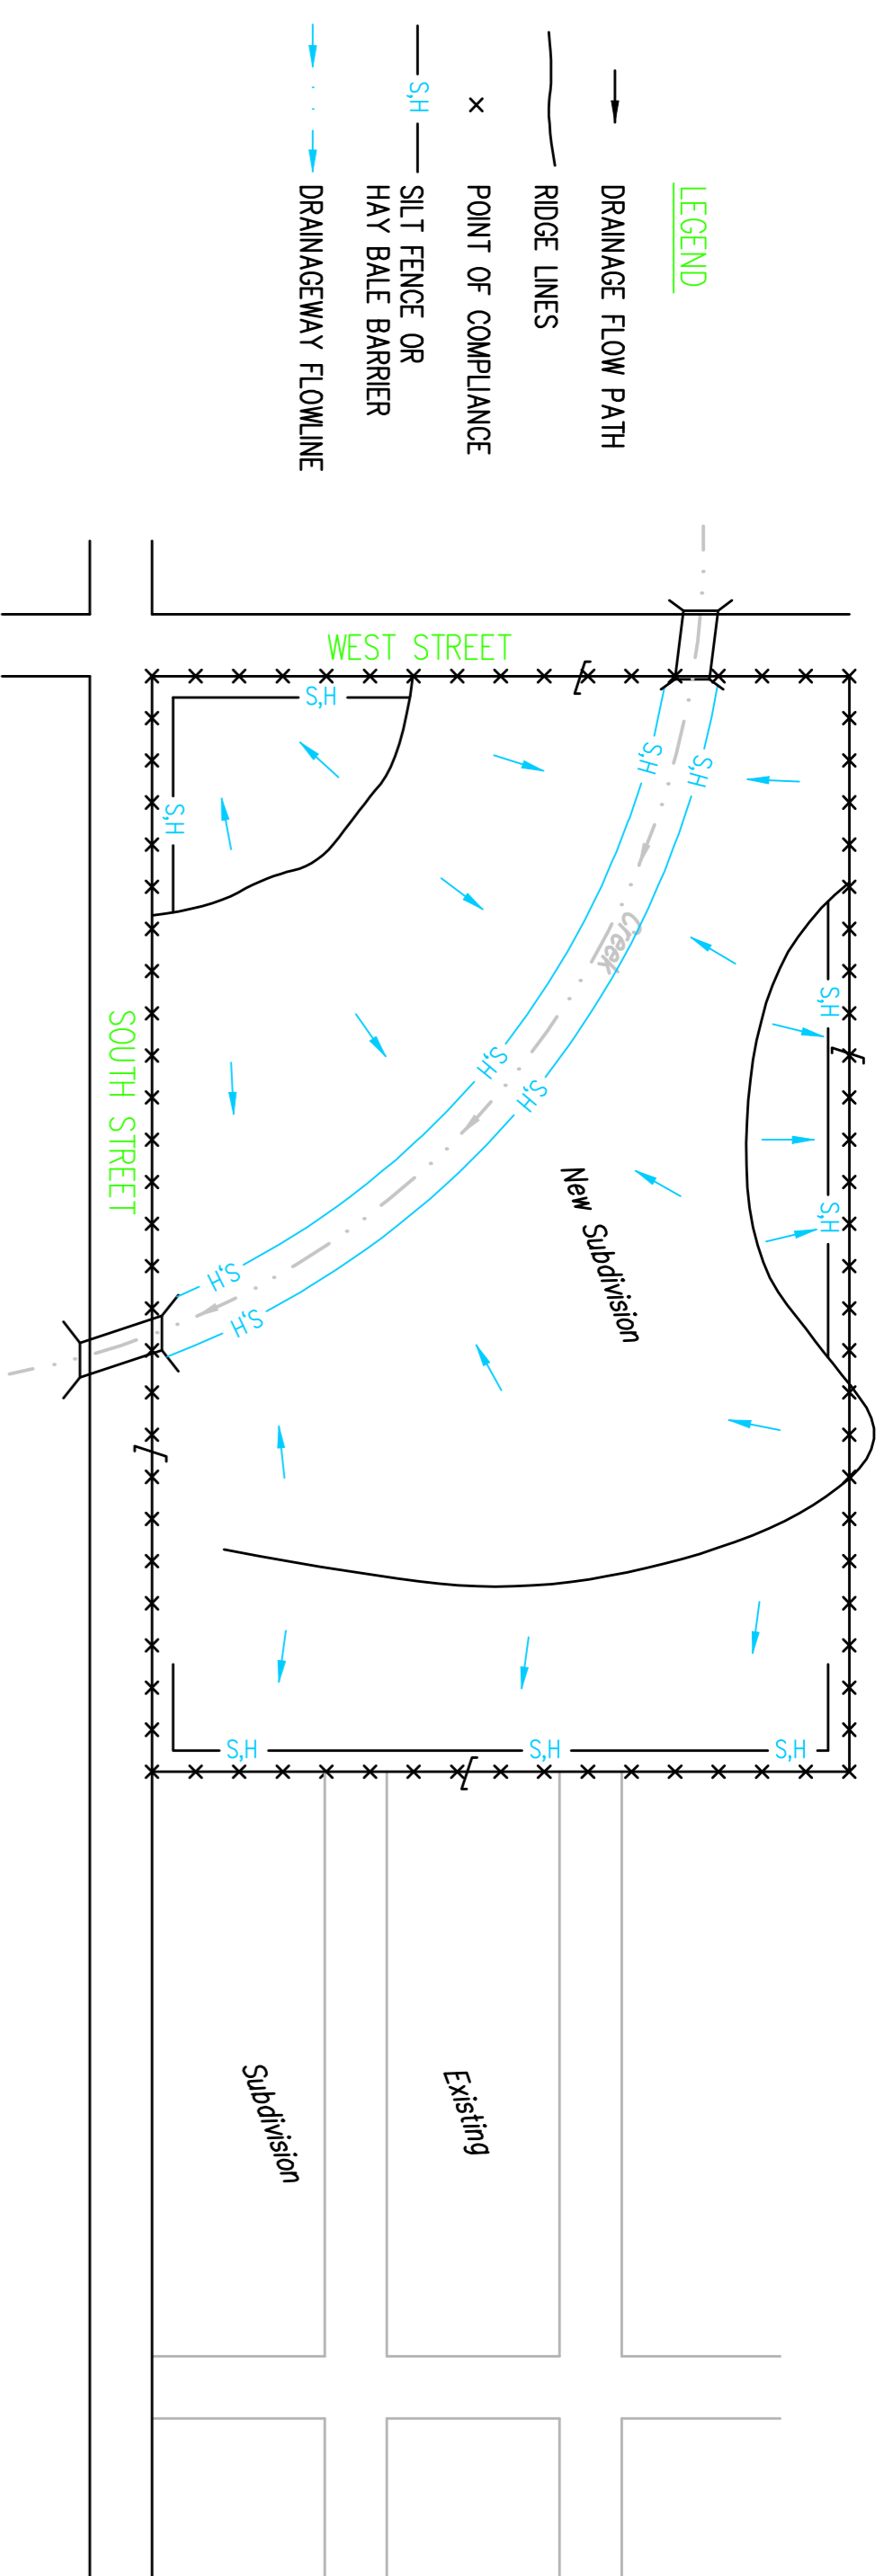 LEGEND
DRAINAGE FLOW PATH
RIDGE LINES
POINT OF COMPLIANCE
S,H
SILT FENCE OR
HAY BALE BARRIER
DRAINAGEWAY FLOWLINE
WEST STREET
S,H
S,H
S,H
S,H
Creek
S,H
S,H
S,H
S,H
New Subdivision
SOUTH STREET
S,H
S,H
S,H
S,H
S,H
Existing
Subdivision